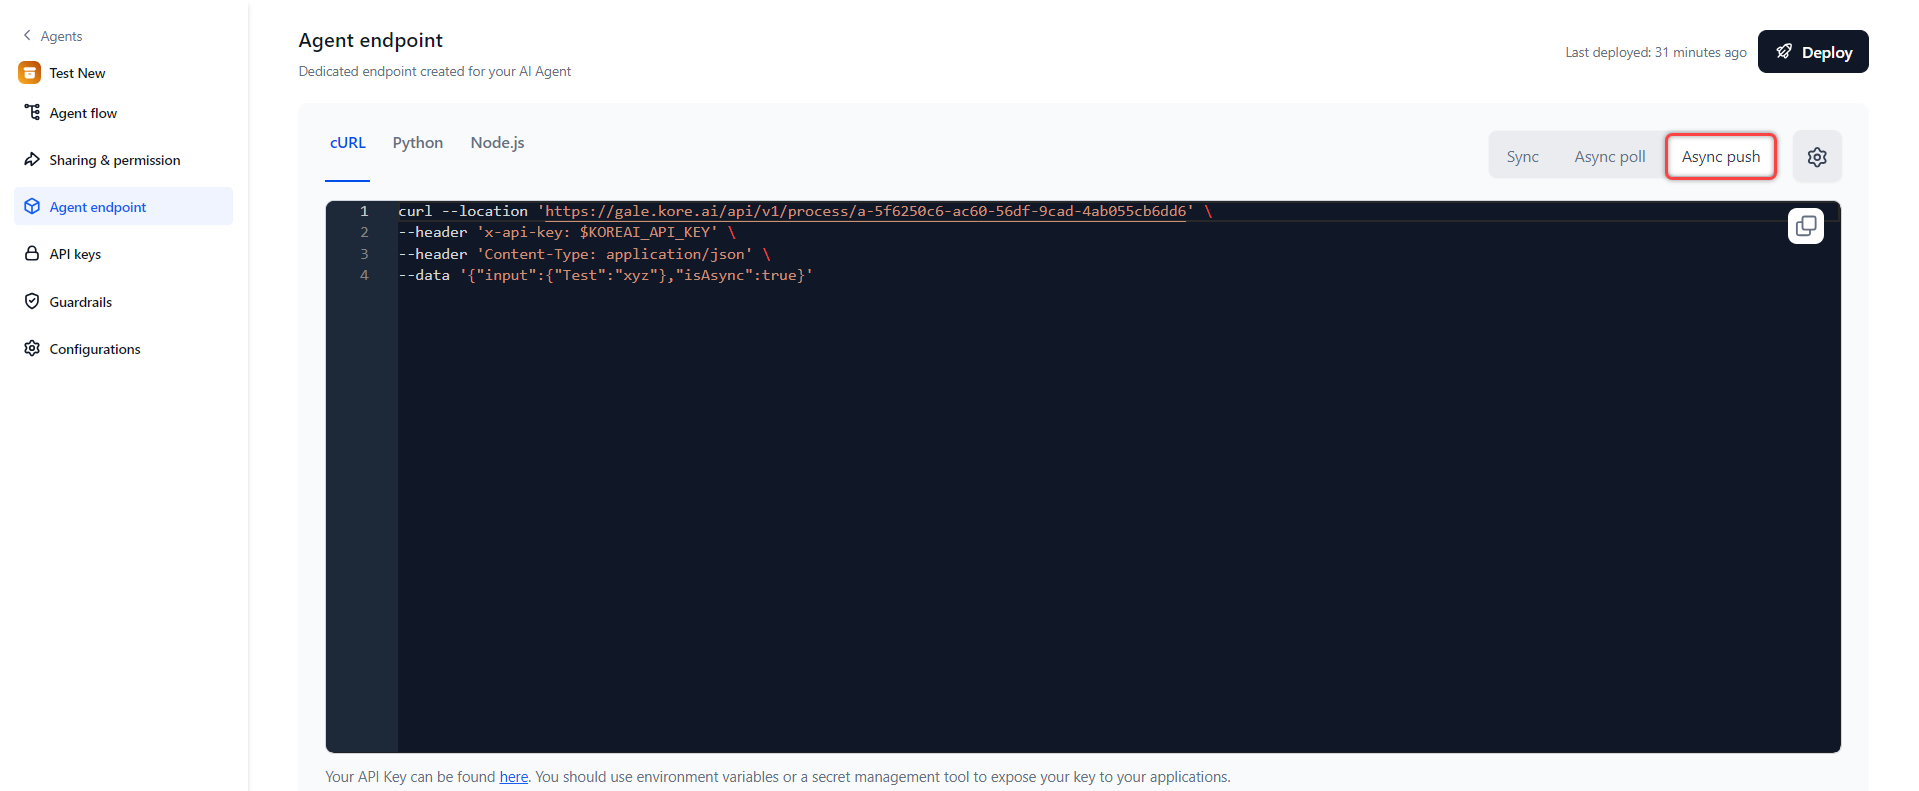 Agents
Test New
Agent flow
Sharing & permission
Agent endpoint
API keys
Guardrails
Configurations
Agent endpoint
Dedicated endpoint created for your AI Agent
Last deployed: 31 minutes ago
Deploy
cURL Python Node.js
Sync Async poll Async push
1 curl --location 'https://gale.kore.ai/api/v1/process/a-5f6250c6-ac60-56df-9cad-4ab055cb6dd6' \
2 --header 'x-api-key: $KOREAI_API_KEY' \
3 --header 'Content-Type: application/json' \
4 --data '{"input":{"Test":"xyz"},"isAsync":true}'
Your API Key can be found here. You should use environment variables or a secret management tool to expose your key to your applications.